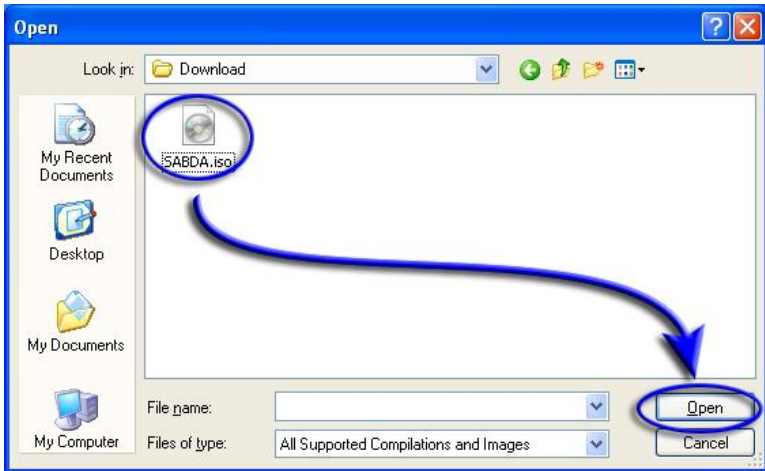 Open
Look in:
Download
My Recent
Documents
Desktop
My Documents
My Computer
SABDA.iso
File name:
Open
Files of type:
All Supported Compilations and Images
Cancel